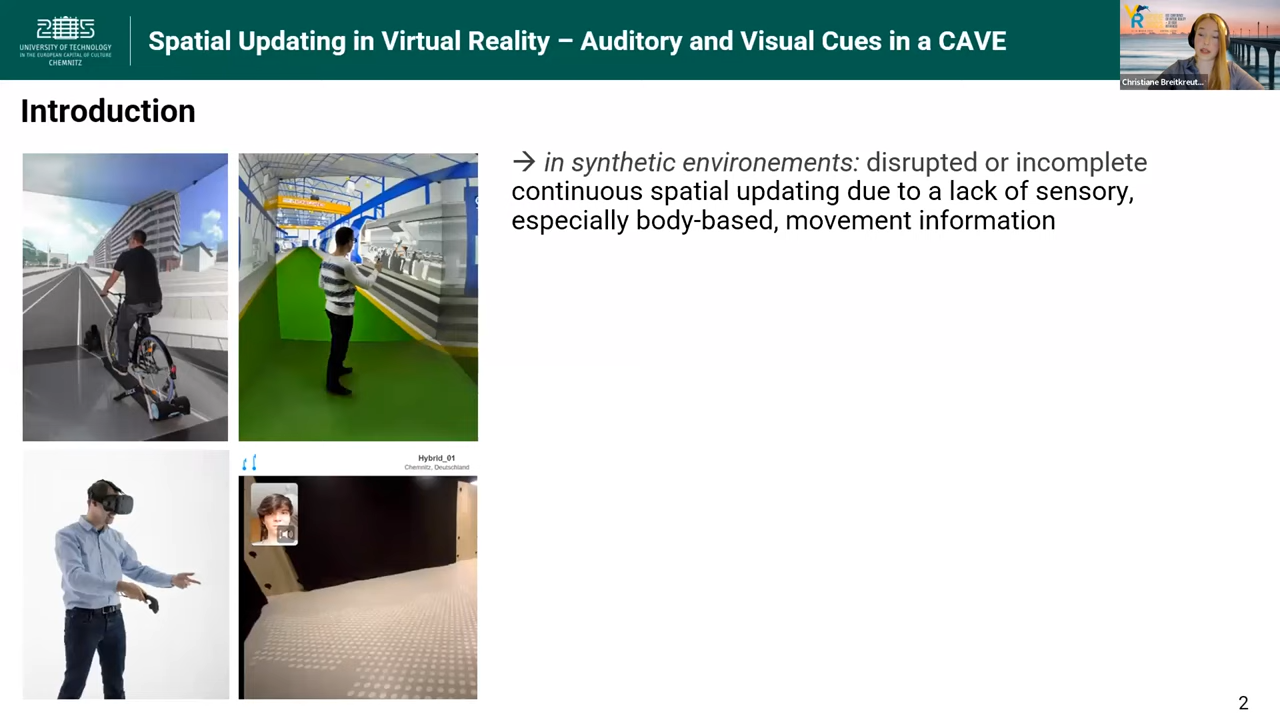 UNIVERSITY OF TECHNOLOGY
IN THE EUROPEAN CAPITAL OF CULTURE
CHEMNITZ
Spatial Updating in Virtual Reality – Auditory and Visual Cues in a CAVE
Christiane Breitkreut...
Introduction
→ in synthetic environements: disrupted or incomplete
continuous spatial updating due to a lack of sensory,
especially body-based, movement information
Hybrid_01
Chemnitz, Deutschland
2